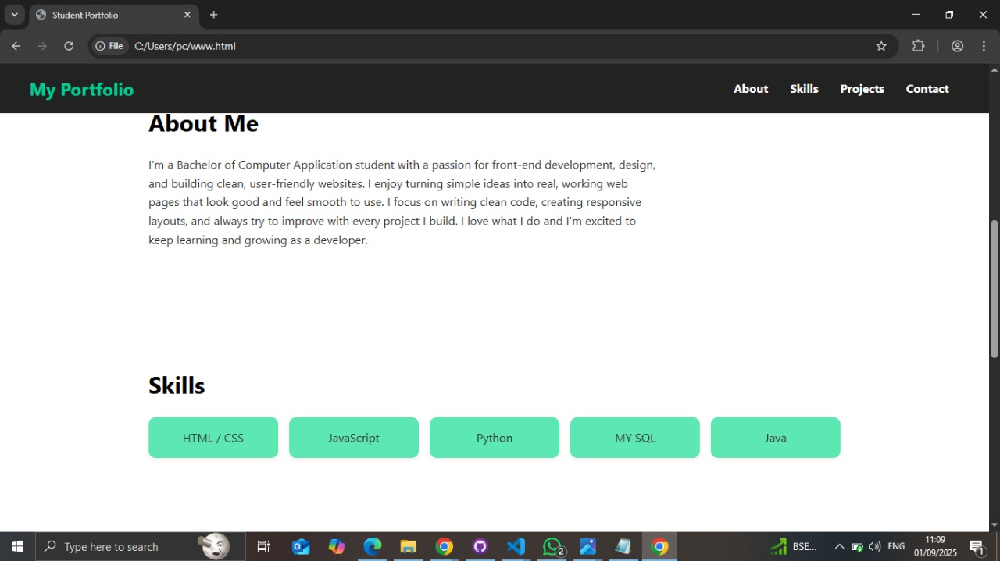 Student Portfolio
File
C:/Users/pc/www.html
My Portfolio
About
Skills
Projects
Contact
About Me
I'm a Bachelor of Computer Application student with a passion for front-end development, design,
and building clean, user-friendly websites. I enjoy turning simple ideas into real, working web
pages that look good and feel smooth to use. I focus on writing clean code, creating responsive
layouts, and always try to improve with every project I build. I love what I do and I'm excited to
keep learning and growing as a developer.
Skills
HTML / CSS
JavaScript
Python
MY SQL
Java
Type here to search
2
BSE...
ENG
11:09
01/09/2025
1